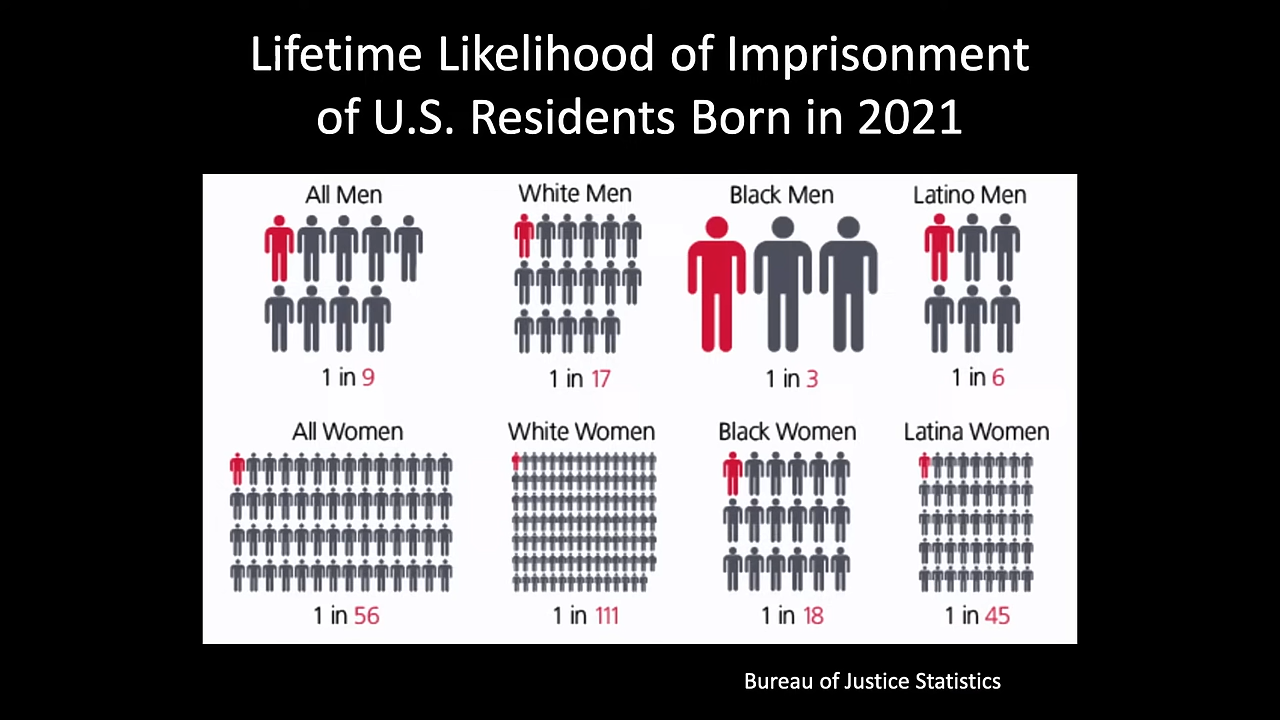 Lifetime Likelihood of Imprisonment
of U.S. Residents Born in 2021
All Men
White Men
Black Men
Latino Men
1 in 9
1 in 17
1 in 3
1 in 6
All Women
White Women
Black Women
Latina Women
1 in 56
1 in 111
1 in 18
1 in 45
Bureau of Justice Statistics